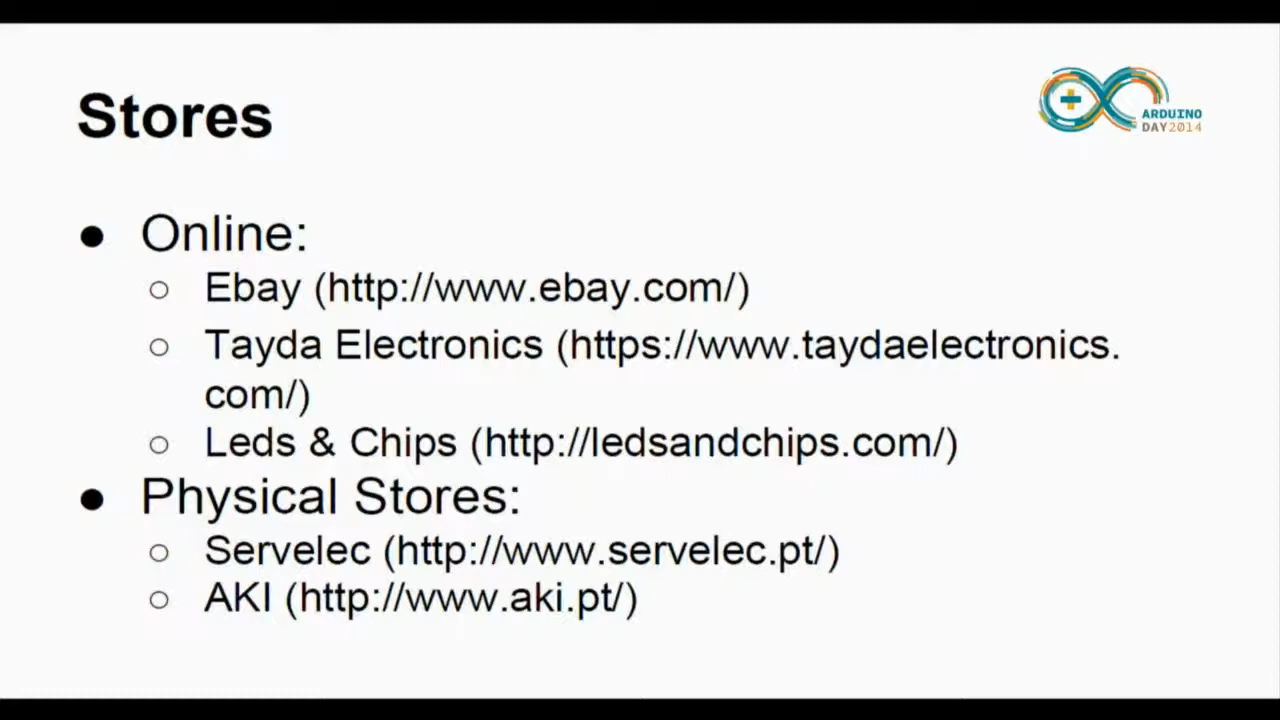 Stores
ARDUINO
DAY2014
● Online:
○ Ebay (http://www.ebay.com/)
○ Tayda Electronics (https://www.taydaelectronics.
com/)
○ Leds & Chips (http://ledsandchips.com/)
● Physical Stores:
○ Servelec (http://www.servelec.pt/)
○ AKI (http://www.aki.pt/)